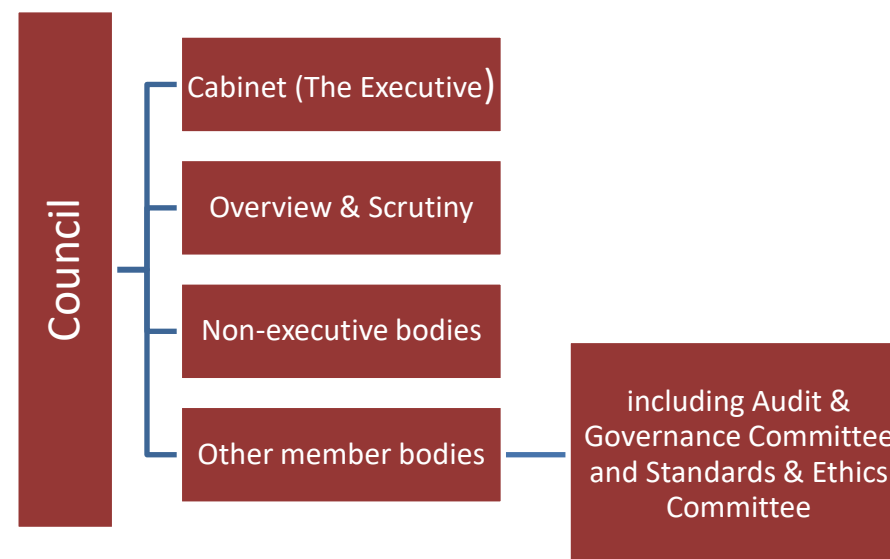 Council
Cabinet (The Executive)
Overview & Scrutiny
Non-executive bodies
Other member bodies
including Audit &
Governance Committee
and Standards & Ethics
Committee